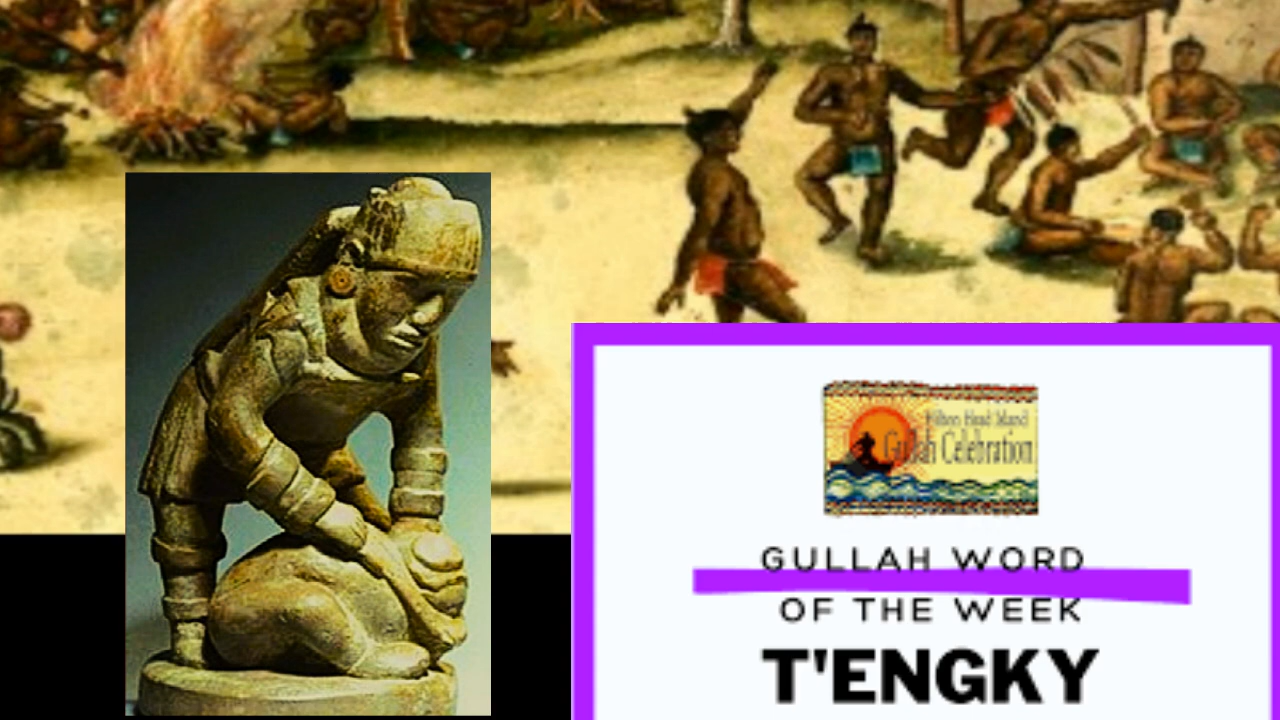 Hilton Head Island
Gullah Celebration
GULLAH WORD
OF THE WEEK
T'ENGKY